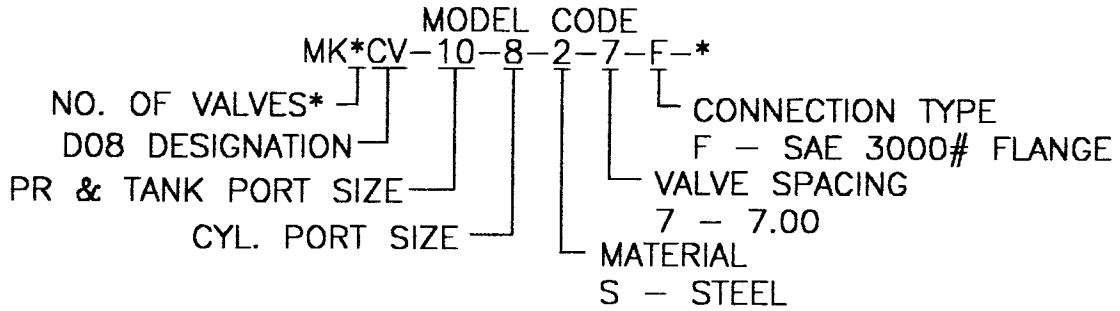 MODEL CODE
MK*CV-10-8-2-7-F-*
NO. OF VALVES*
D08 DESIGNATION
PR & TANK PORT SIZE
CYL. PORT SIZE
CONNECTION TYPE
F - SAE 3000# FLANGE
VALVE SPACING
7 - 7.00
MATERIAL
S - STEEL